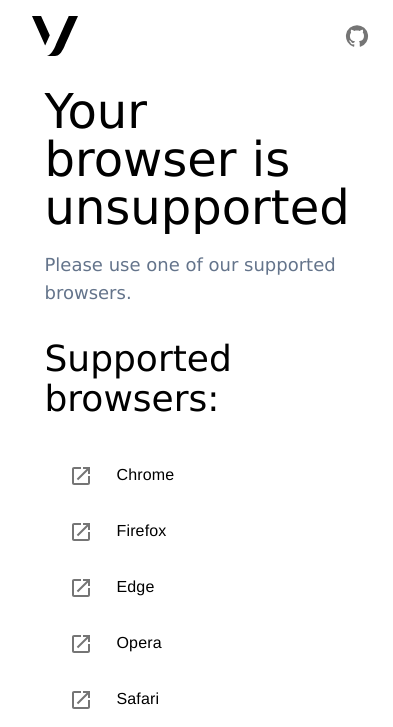 Your
browser is
unsupported
Please use one of our supported
browsers.
Supported
browsers:
Chrome
Firefox
Edge
Opera
Safari